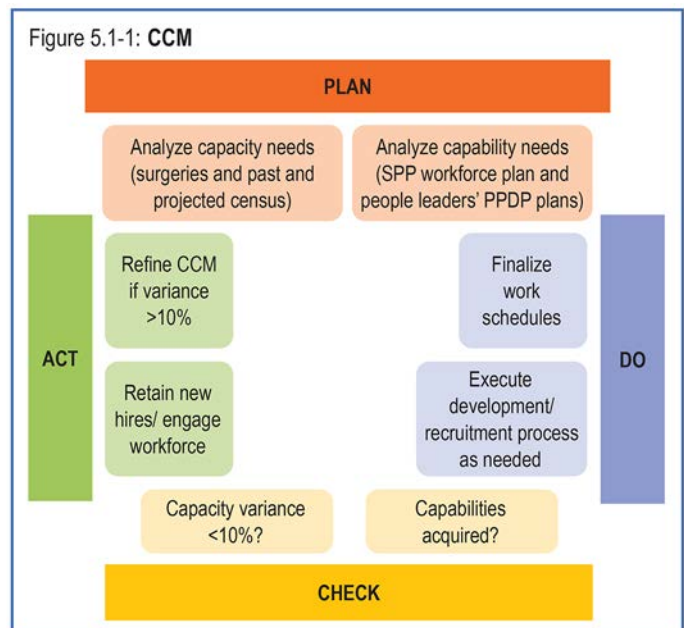 Figure 5.1-1: CCM
PLAN
Analyze capacity needs
(surgeries and past and
projected census)
Analyze capability needs
(SPP workforce plan and
people leaders' PPDP plans)
ACT
Refine CCM
if variance
>10%
Finalize
work
schedules
DO
Retain new
hires/ engage
workforce
Execute
development/
recruitment process
as needed
Capacity variance
<10%?
Capabilities
acquired?
CHECK